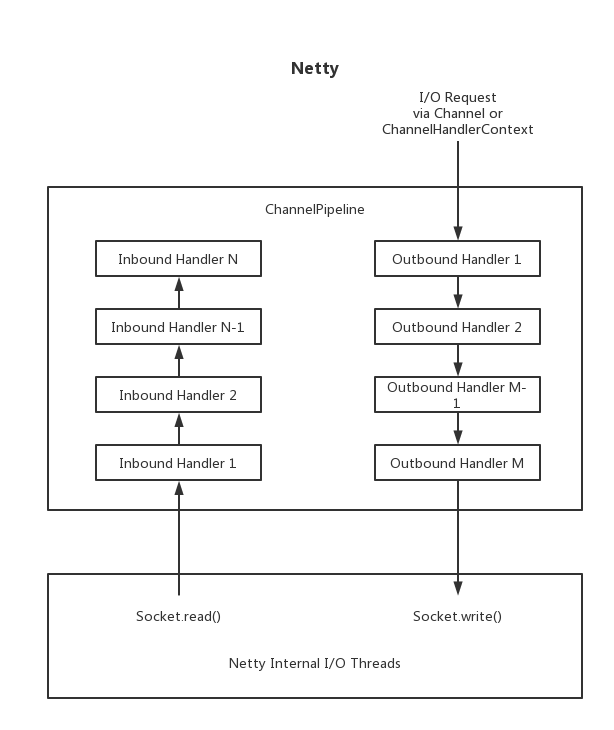 Netty
I/O Request
via Channel or
ChannelHandlerContext
ChannelPipeline
Inbound Handler N
Outbound Handler 1
Inbound Handler N-1
Outbound Handler 2
Inbound Handler 2
Outbound Handler M-
1
Inbound Handler 1
Outbound Handler M
Socket.read()
Socket.write()
Netty Internal I/O Threads